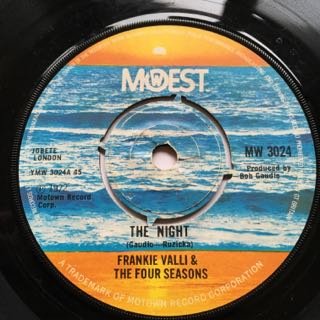 MOWEST
JOBETE
LONDON
YMW 3024A 45
℗ 1972
Motown Record
Corp.
MW 3024
Produced by
Bob Gaudio
THE NIGHT
(Gaudio - Ruzicka)
FRANKIE VALLI &
THE FOUR SEASONS
A TRADEMARK OF MOTOWN RECORD CORPORATION